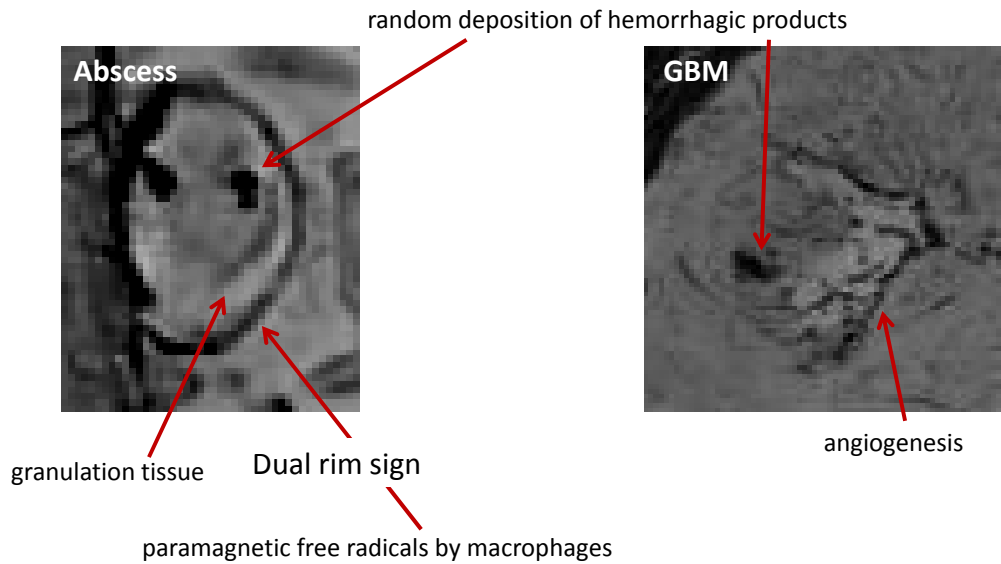 random deposition of hemorrhagic products
Abscess
GBM
granulation tissue
Dual rim sign
angiogenesis
paramagnetic free radicals by macrophages